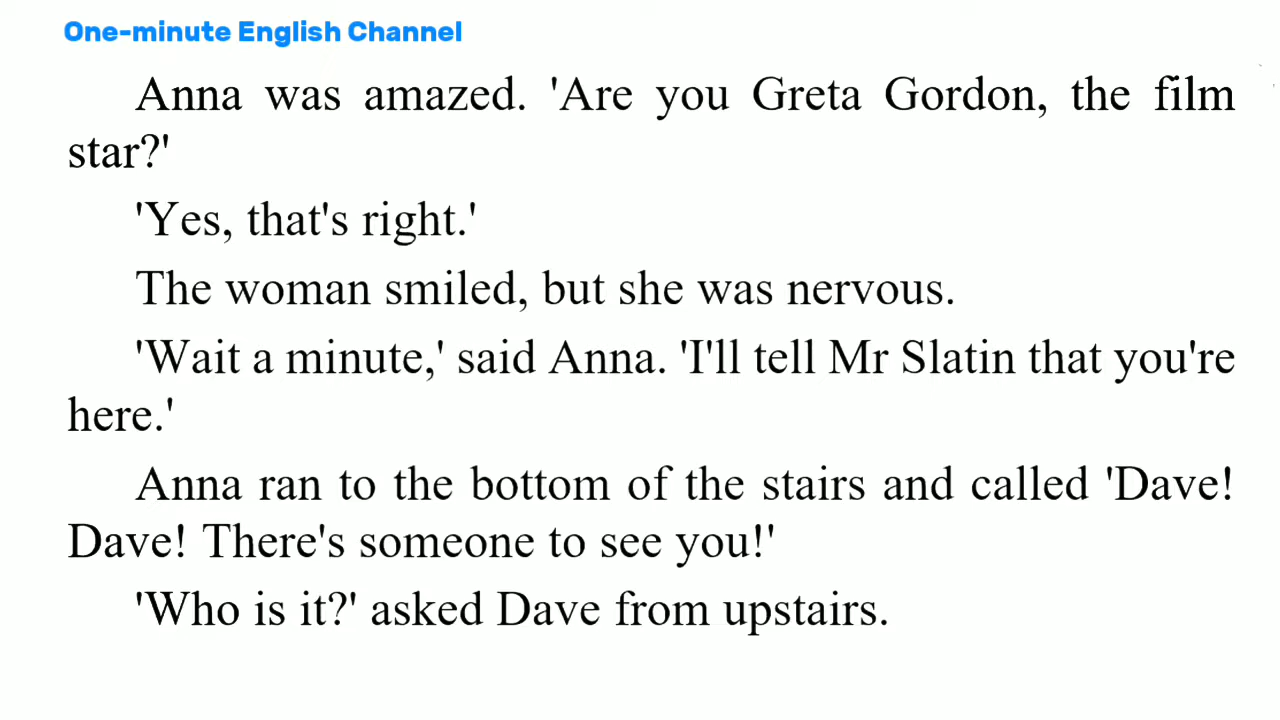 One-minute English Channel
Anna was amazed. 'Are you Greta Gordon, the film
star?'
'Yes, that's right.'
The woman smiled, but she was nervous.
'Wait a minute,' said Anna. 'I'll tell Mr Slatin that you're
here.'
Anna ran to the bottom of the stairs and called 'Dave!
Dave! There's someone to see you!'
'Who is it?' asked Dave from upstairs.